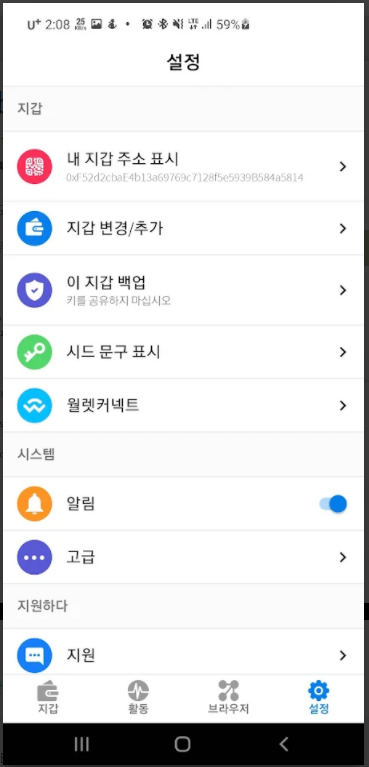 U+ 2:08 25 LTE 59%
설정
지갑
내 지갑 주소 표시
0xF52d2cbaE4b13a69769c7128f5e5939B584a5814
지갑 변경/추가
이 지갑 백업
키를 공유하지 마십시오
시드 문구 표시
월렛커넥트
시스템
알림
고급
지원하다
지원
지갑 활동 브라우저 설정